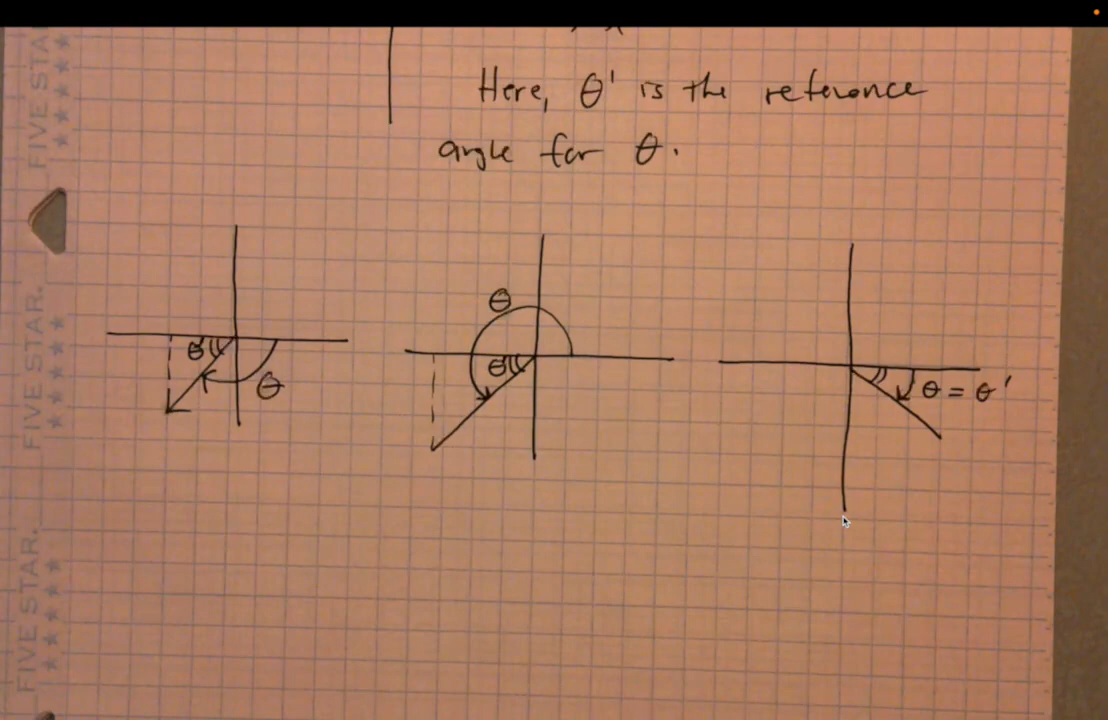 Here, θ' is the reference
angle for θ.
θ
θ'
θ
θ'
θ
θ = θ'
FIVE STAR
FIVE STAR.
FIVE STAR.